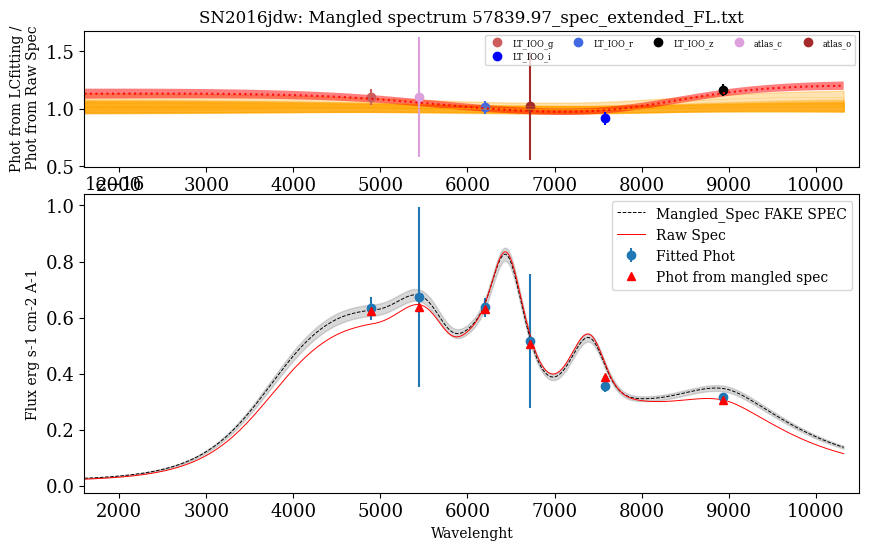 SN2016jdw: Mangled spectrum 57839.97_spec_extended_FL.txt
Phot from LCfitting /
Phot from Raw Spec
1.5
1.0
0.5
LT_IOO_g LT_IOO_r LT_IOO_z atlas_c atlas_o
LT_IOO_i
2000 3000 4000 5000 6000 7000 8000 9000 10000
1e−16
Flux erg s-1 cm-2 A-1
1.0
0.8
0.6
0.4
0.2
0.0
Mangled_Spec FAKE SPEC
Raw Spec
Fitted Phot
Phot from mangled spec
2000 3000 4000 5000 6000 7000 8000 9000 10000
Wavelenght